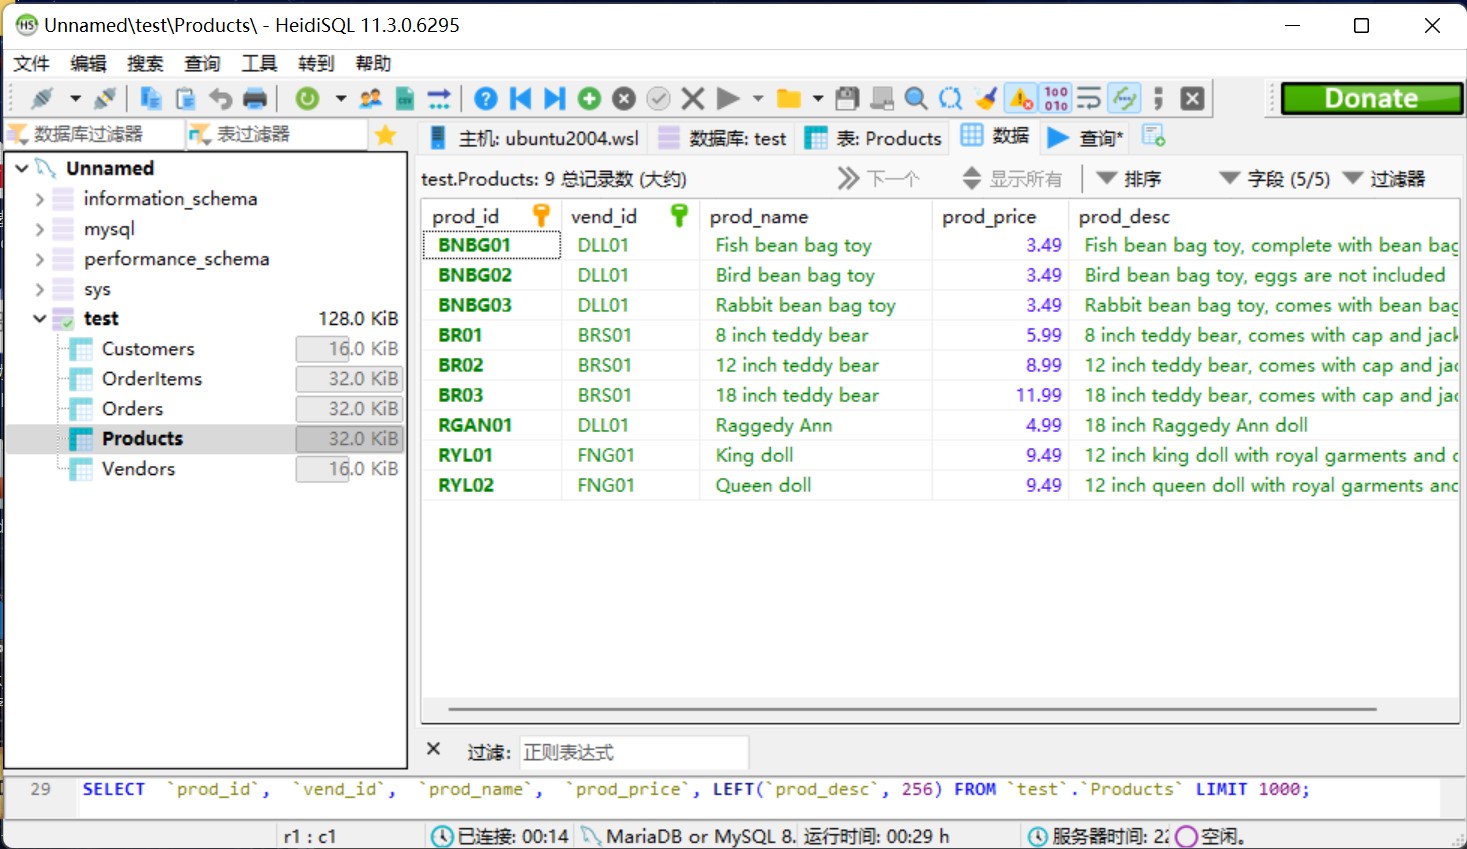 Unnamed\test\Products\ - HeidiSQL 11.3.0.6295
文件 编辑 搜索 查询 工具 转到 帮助
Donate
数据库过滤器 表过滤器
主机: ubuntu2004.wsl 数据库: test 表: Products 数据 查询*
Unnamed
information_schema
mysql
performance_schema
sys
test 128.0 KiB
Customers 16.0 KiB
OrderItems 32.0 KiB
Orders 32.0 KiB
Products 32.0 KiB
Vendors 16.0 KiB
test.Products: 9 总记录数 (大约) 下一个 显示所有 排序 字段 (5/5) 过滤器
prod_id vend_id prod_name prod_price prod_desc
BNBG01 DLL01 Fish bean bag toy 3.49 Fish bean bag toy, complete with bean bag
BNBG02 DLL01 Bird bean bag toy 3.49 Bird bean bag toy, eggs are not included
BNBG03 DLL01 Rabbit bean bag toy 3.49 Rabbit bean bag toy, comes with bean bag
BR01 BRS01 8 inch teddy bear 5.99 8 inch teddy bear, comes with cap and jack
BR02 BRS01 12 inch teddy bear 8.99 12 inch teddy bear, comes with cap and jac
BR03 BRS01 18 inch teddy bear 11.99 18 inch teddy bear, comes with cap and jac
RGAN01 DLL01 Raggedy Ann 4.99 18 inch Raggedy Ann doll
RYL01 FNG01 King doll 9.49 12 inch king doll with royal garments and c
RYL02 FNG01 Queen doll 9.49 12 inch queen doll with royal garments and
过滤: 正则表达式
29 SELECT `prod_id`, `vend_id`, `prod_name`, `prod_price`, LEFT(`prod_desc`, 256) FROM `test`.`Products` LIMIT 1000;
r1 : c1 已连接: 00:14 MariaDB or MySQL 8. 运行时间: 00:29 h 服务器时间: 22 空闲。